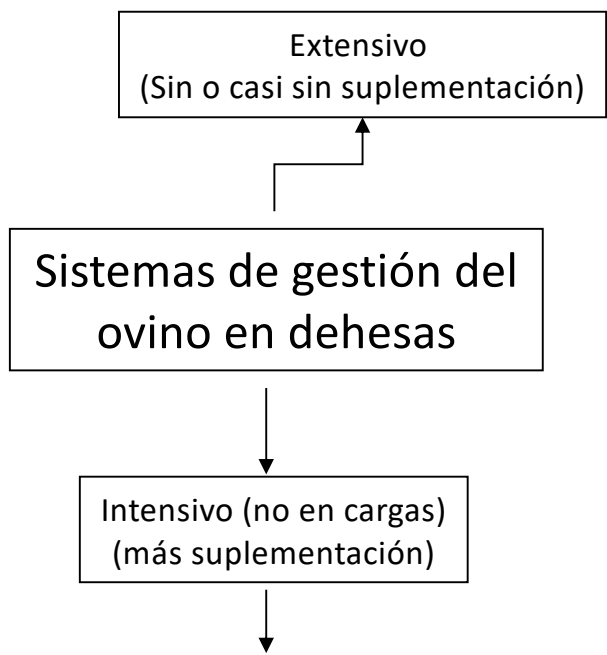 Extensivo
(Sin o casi sin suplementación)
Sistemas de gestión del
ovino en dehesas
Intensivo (no en cargas)
(más suplementación)